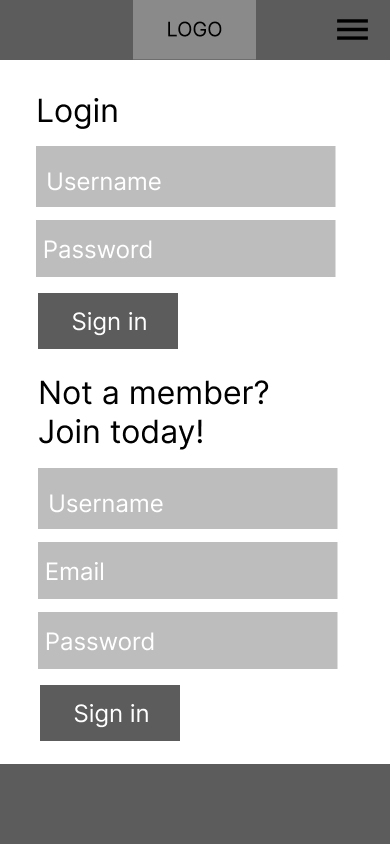 LOGO
Login
Username
Password
Sign in
Not a member?
Join today!
Username
Email
Password
Sign in